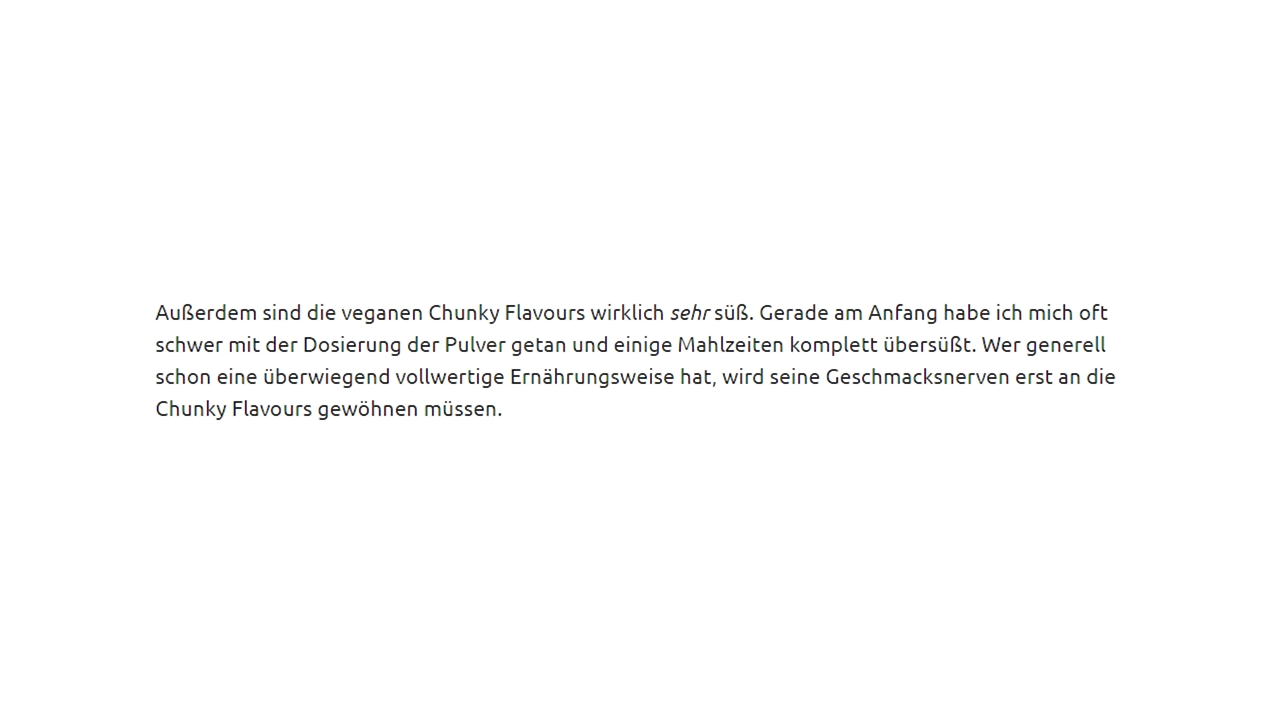 Außerdem sind die veganen Chunky Flavours wirklich sehr süß. Gerade am Anfang habe ich mich oft
schwer mit der Dosierung der Pulver getan und einige Mahlzeiten komplett übersüßt. Wer generell
schon eine überwiegend vollwertige Ernährungsweise hat, wird seine Geschmacksnerven erst an die
Chunky Flavours gewöhnen müssen.